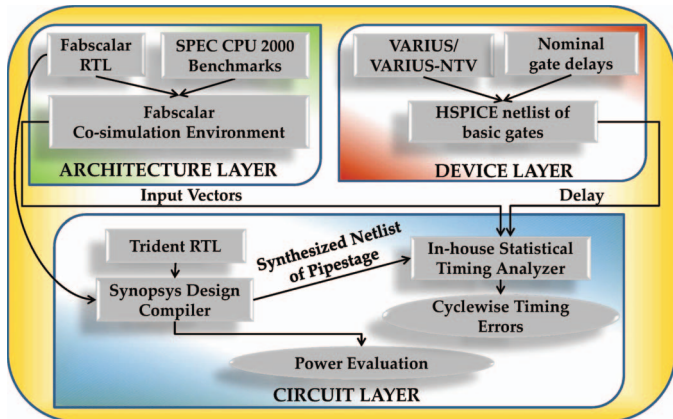 Fabscalar
RTL
SPEC CPU 2000
Benchmarks
Fabscalar
Co-simulation Environment
ARCHITECTURE LAYER
VARIUS/
VARIUS-NTV
Nominal
gate delays
HSPICE netlist of
basic gates
DEVICE LAYER
Input Vectors
Delay
Trident RTL
Synopsys Design
Compiler
Synthesized Netlist
of Pipestage
In-house Statistical
Timing Analyzer
Cyclewise Timing
Errors
Power Evaluation
CIRCUIT LAYER